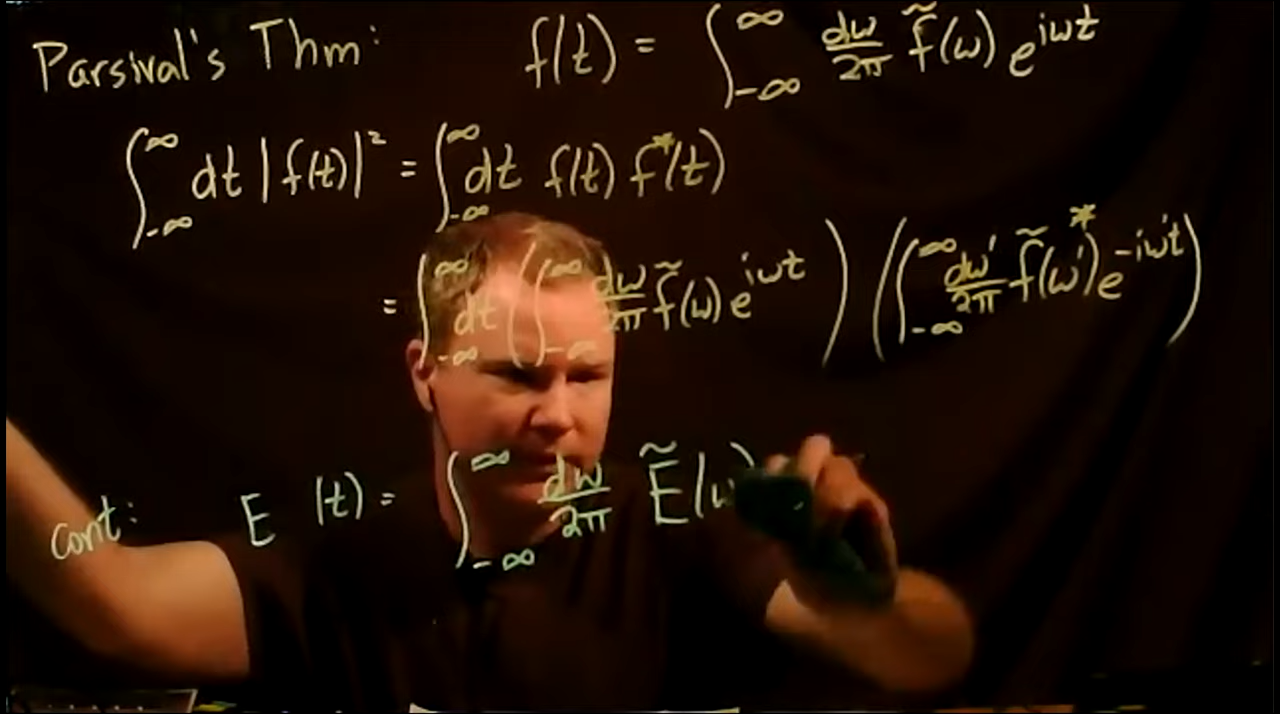 Parsival's Thm: f(t) = ∫_{-∞}^{∞} dω/2π f̃(ω) e^{iωt}
∫_{-∞}^{∞} dt |f(t)|² = ∫_{-∞}^{∞} dt f(t) f*(t)
= ∫_{-∞}^{∞} dt (∫_{-∞}^{∞} dω/2π f̃(ω) e^{iωt}) (∫_{-∞}^{∞} dω'/2π f̃(ω')* e^{-iω't})
cont: E (t) = ∫_{-∞}^{∞} dω/2π Ẽ(ω)